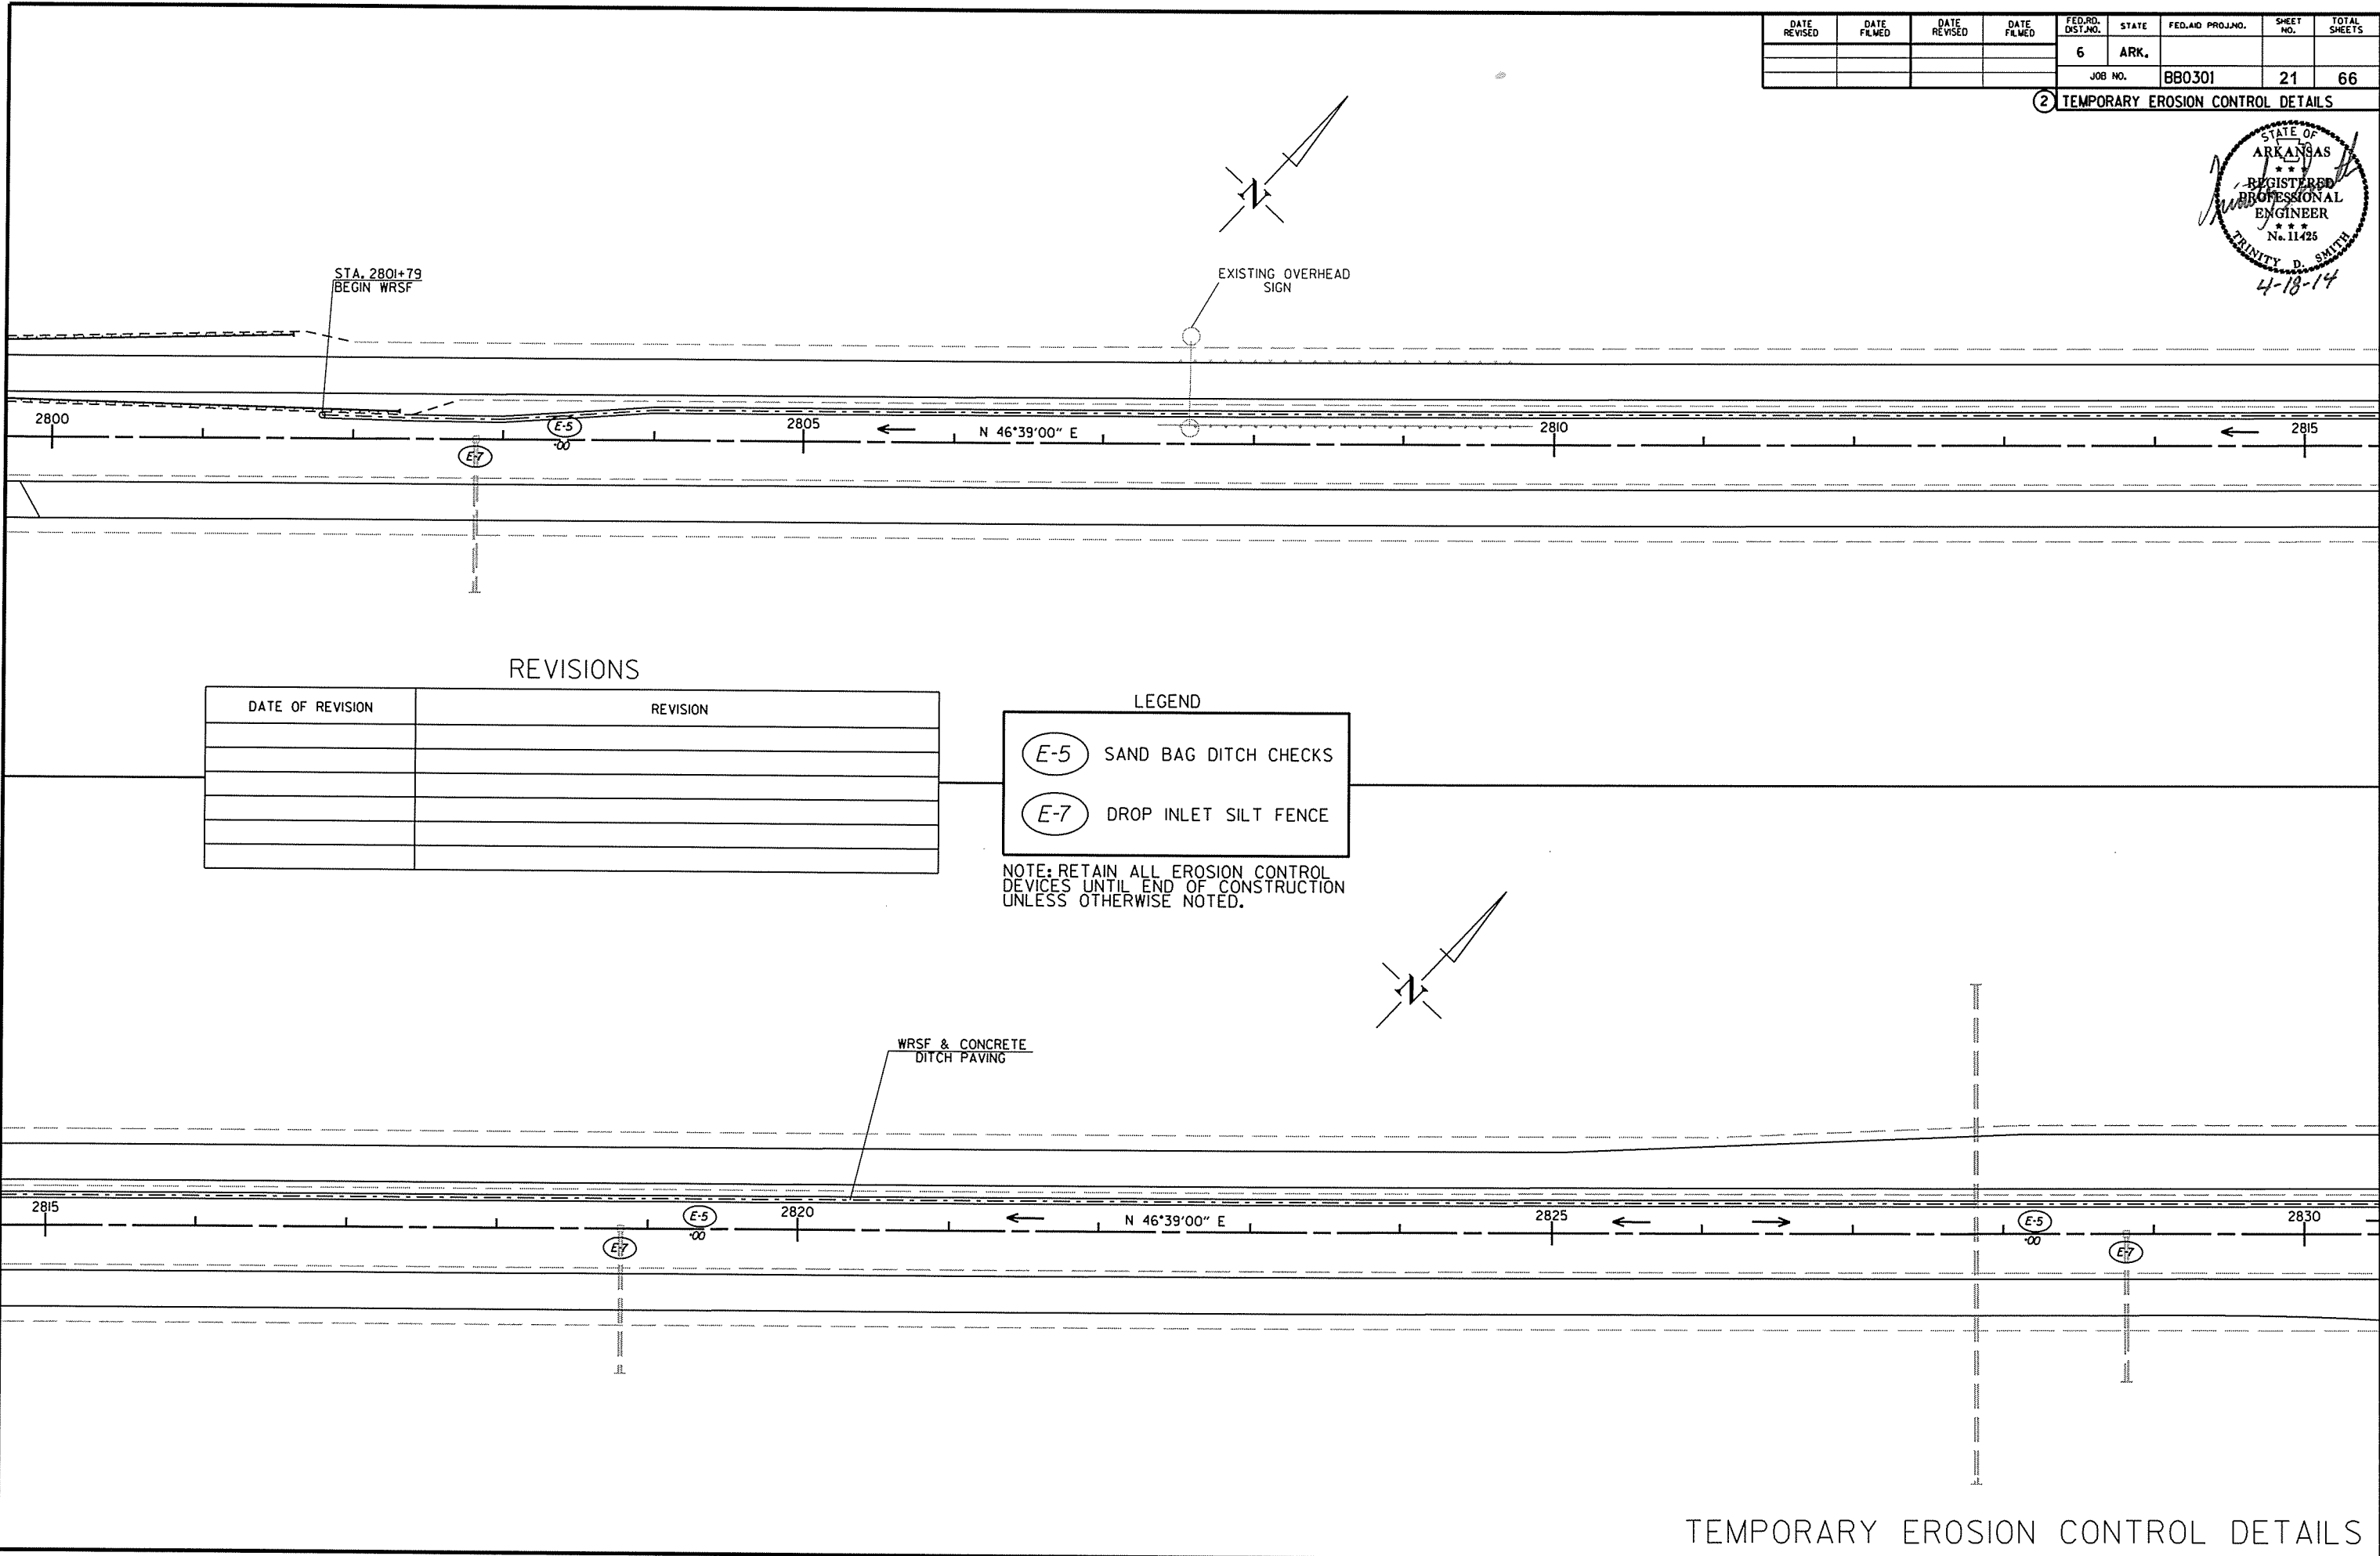 DATE REVISED
DATE FILMED
DATE REVISED
DATE FILMED
FED.RD. DIST.NO.
STATE
FED.AID PROJ.NO.
SHEET NO.
TOTAL SHEETS
6
ARK.
JOB NO.
BB0301
21
66
2 TEMPORARY EROSION CONTROL DETAILS
STATE OF
ARKANSAS
REGISTERED
PROFESSIONAL
ENGINEER
No. 11425
TRINITY D. SMITH
4-18-14
N
STA. 2801+79
BEGIN WRSF
EXISTING OVERHEAD
SIGN
2800
E-5
+00
E-7
2805
N 46°39'00" E
2810
2815
REVISIONS
DATE OF REVISION
REVISION
LEGEND
E-5 SAND BAG DITCH CHECKS
E-7 DROP INLET SILT FENCE
NOTE: RETAIN ALL EROSION CONTROL
DEVICES UNTIL END OF CONSTRUCTION
UNLESS OTHERWISE NOTED.
N
WRSF & CONCRETE
DITCH PAVING
2815
E-7
E-5
+00
2820
N 46°39'00" E
2825
E-5
+00
E-7
2830
TEMPORARY EROSION CONTROL DETAILS